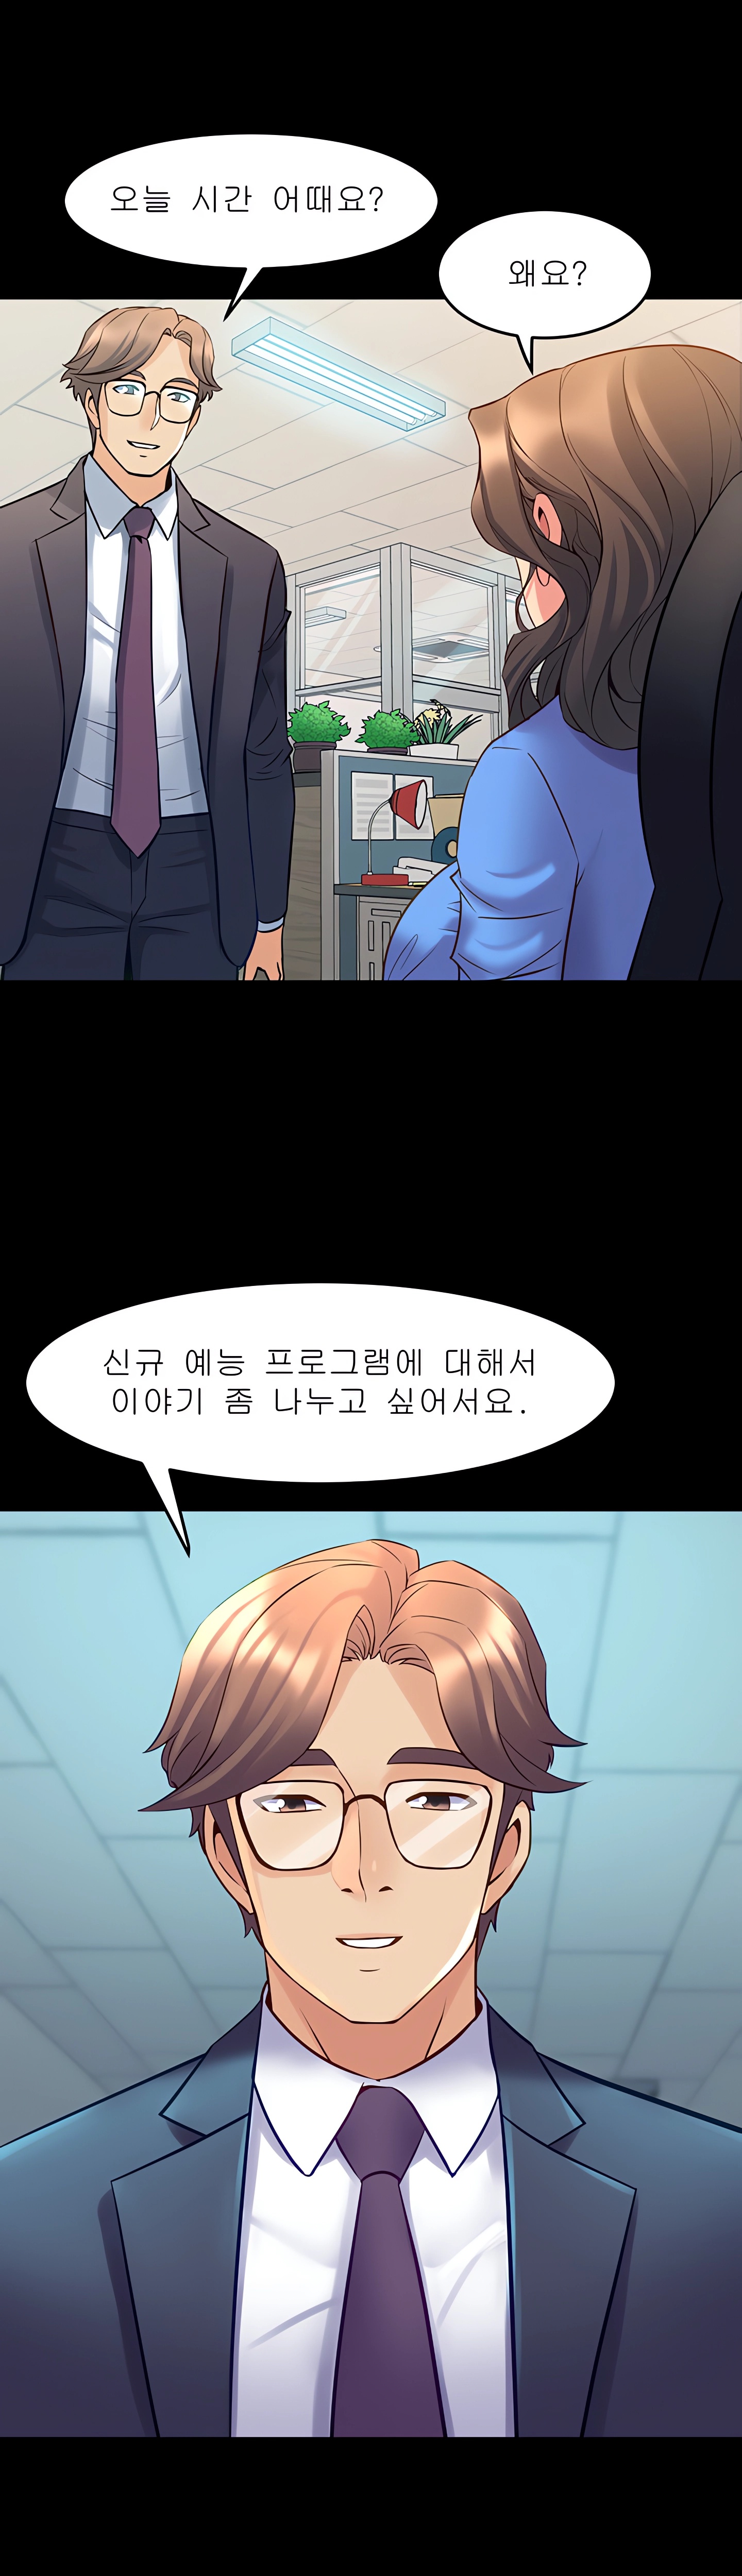 오늘 시간 어때요?
왜요?
신규 예능 프로그램에 대해서
이야기 좀 나누고 싶어서요.